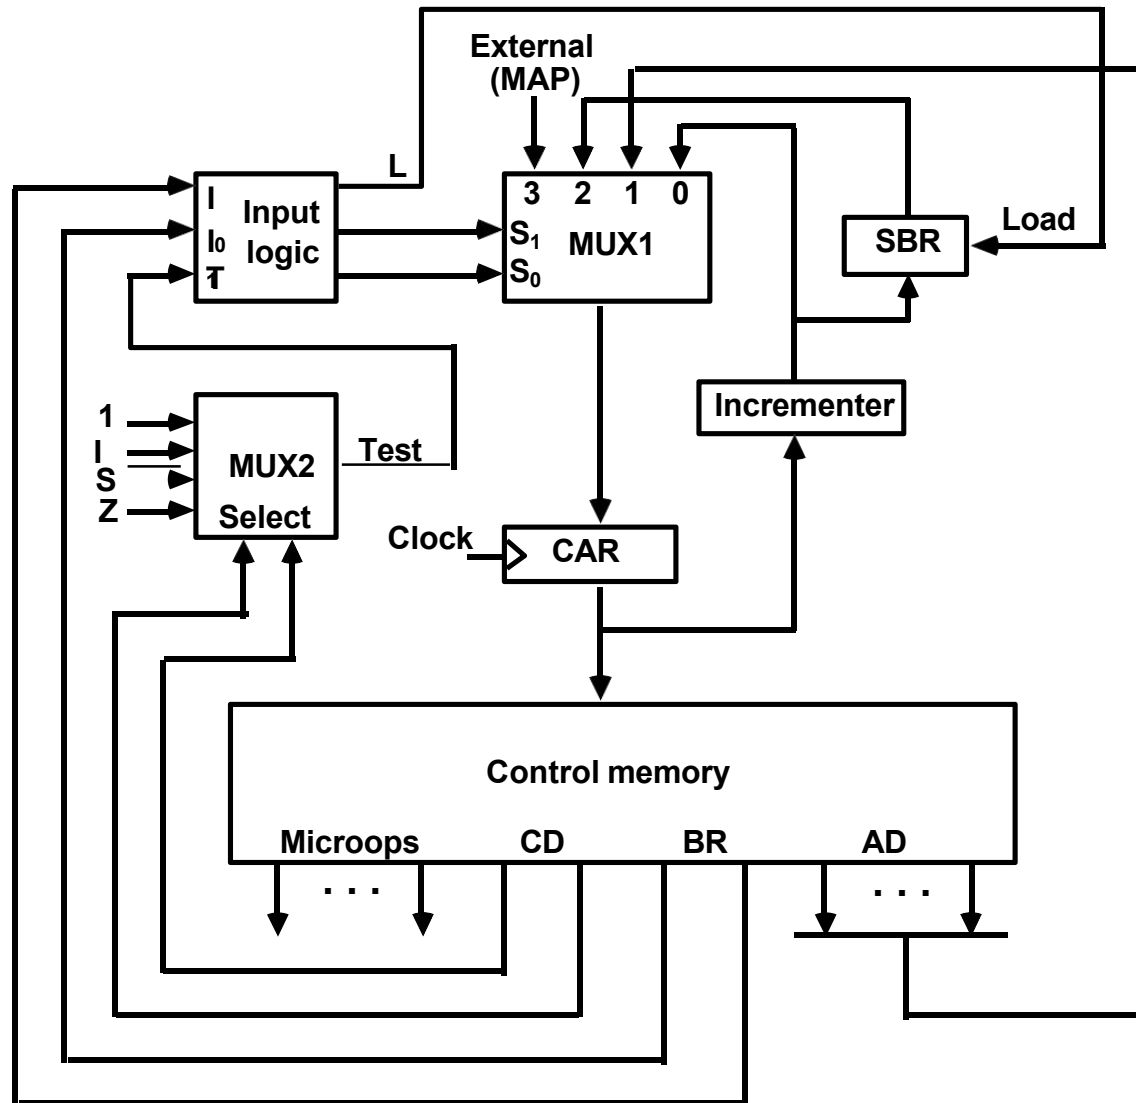 External
(MAP)
L
I
Input
logic
I0
T
3 2 1 0
S1
MUX1
S0
SBR
Load
Incrementer
1
I
S
Z
MUX2
Select
Test
Clock
CAR
Control memory
Microops CD BR AD
. . . . . .